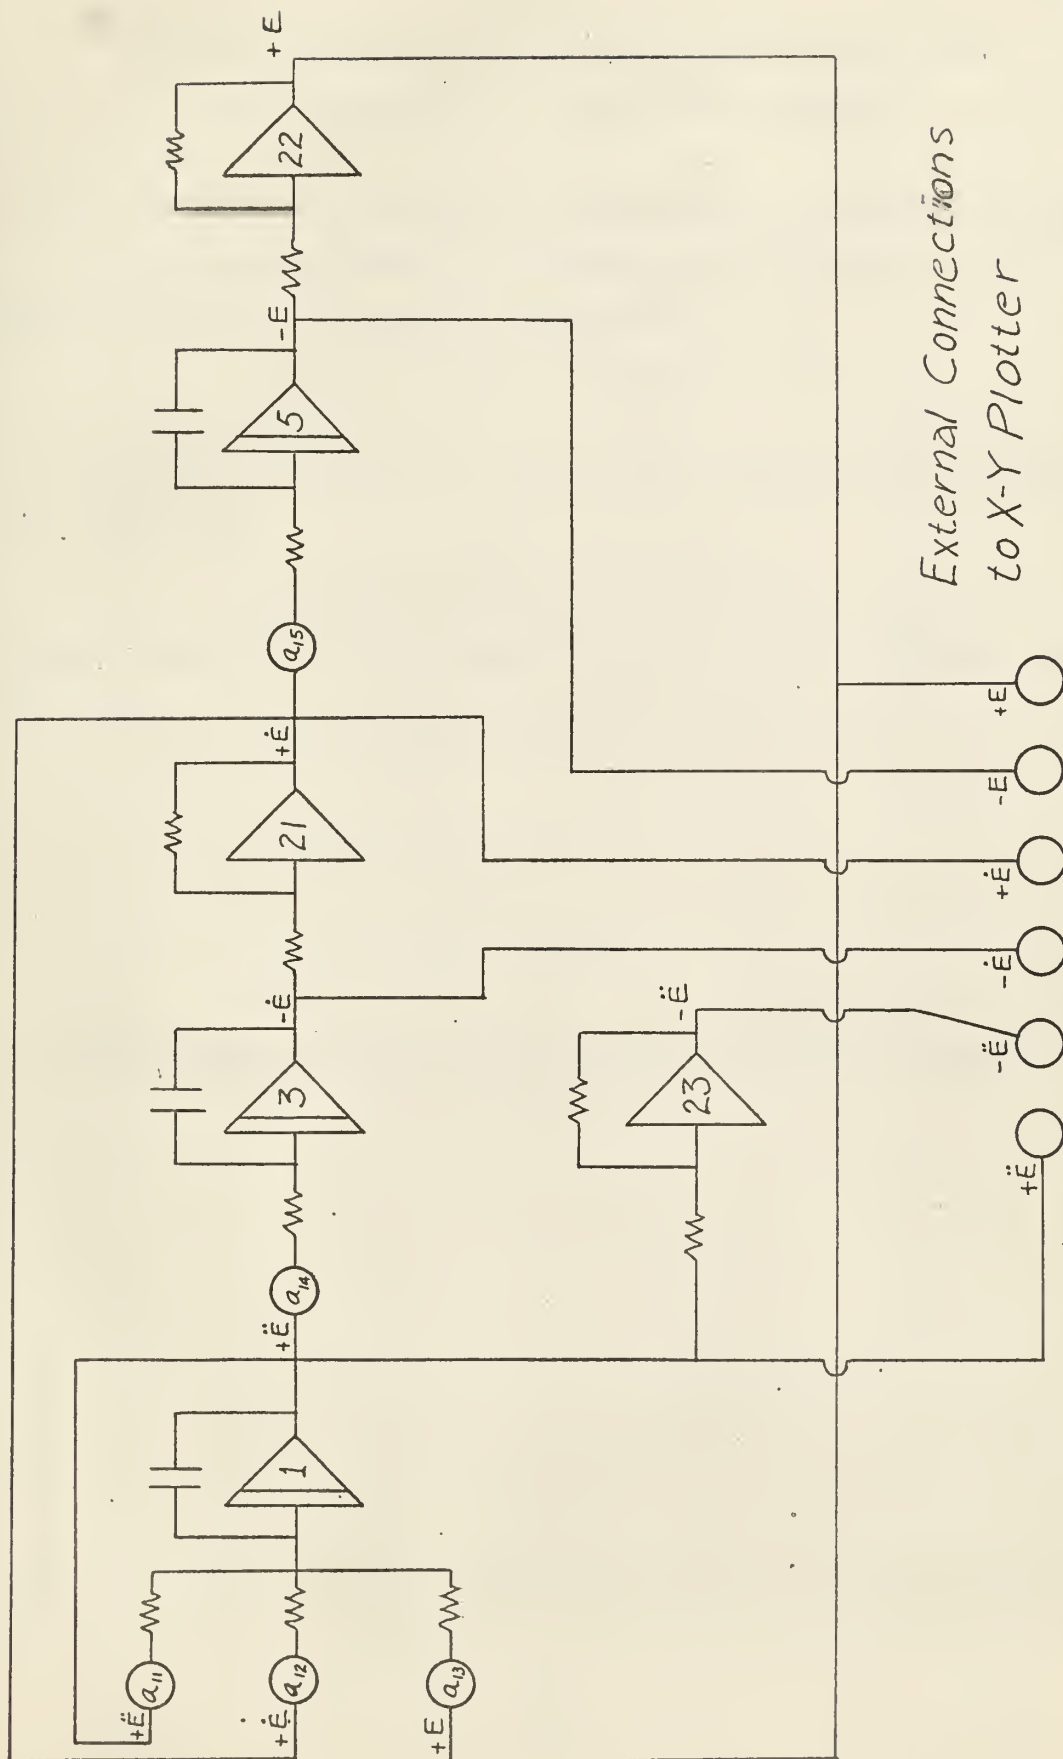 +Ë
a11
+Ė
a12
+E
a13
1
+Ë
a14
3
-Ė
21
+Ė
a15
5
-E
22
+E
23
-Ë
+Ë
-Ë
-Ė
+Ė
-E
+E
External Connections
to X-Y Plotter